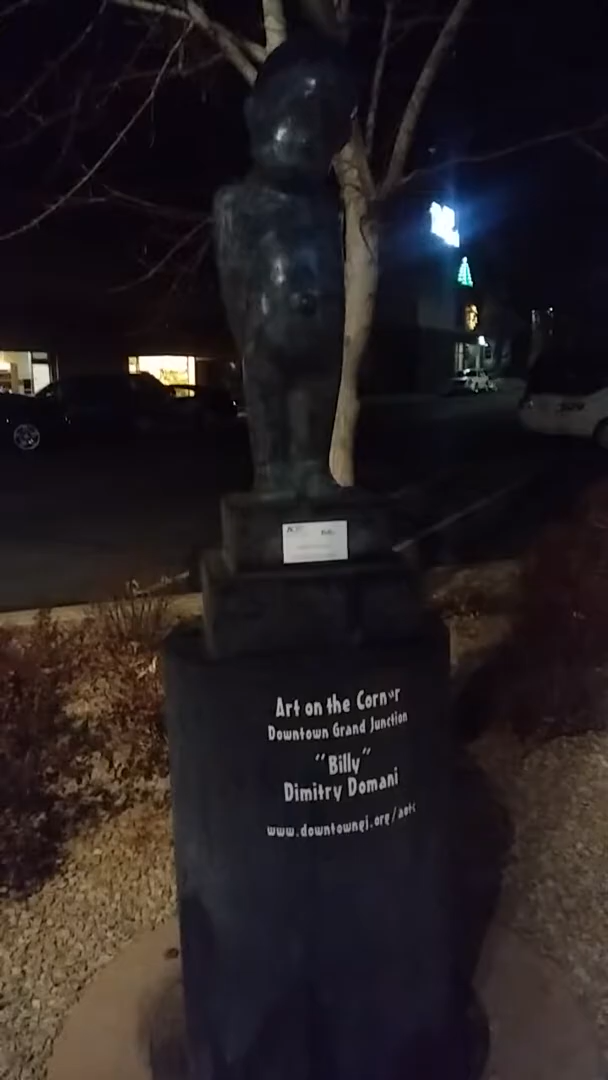 Art on the Corner
Downtown Grand Junction
"Billy"
Dimitry Domani
www.downtowngj.org/aotc